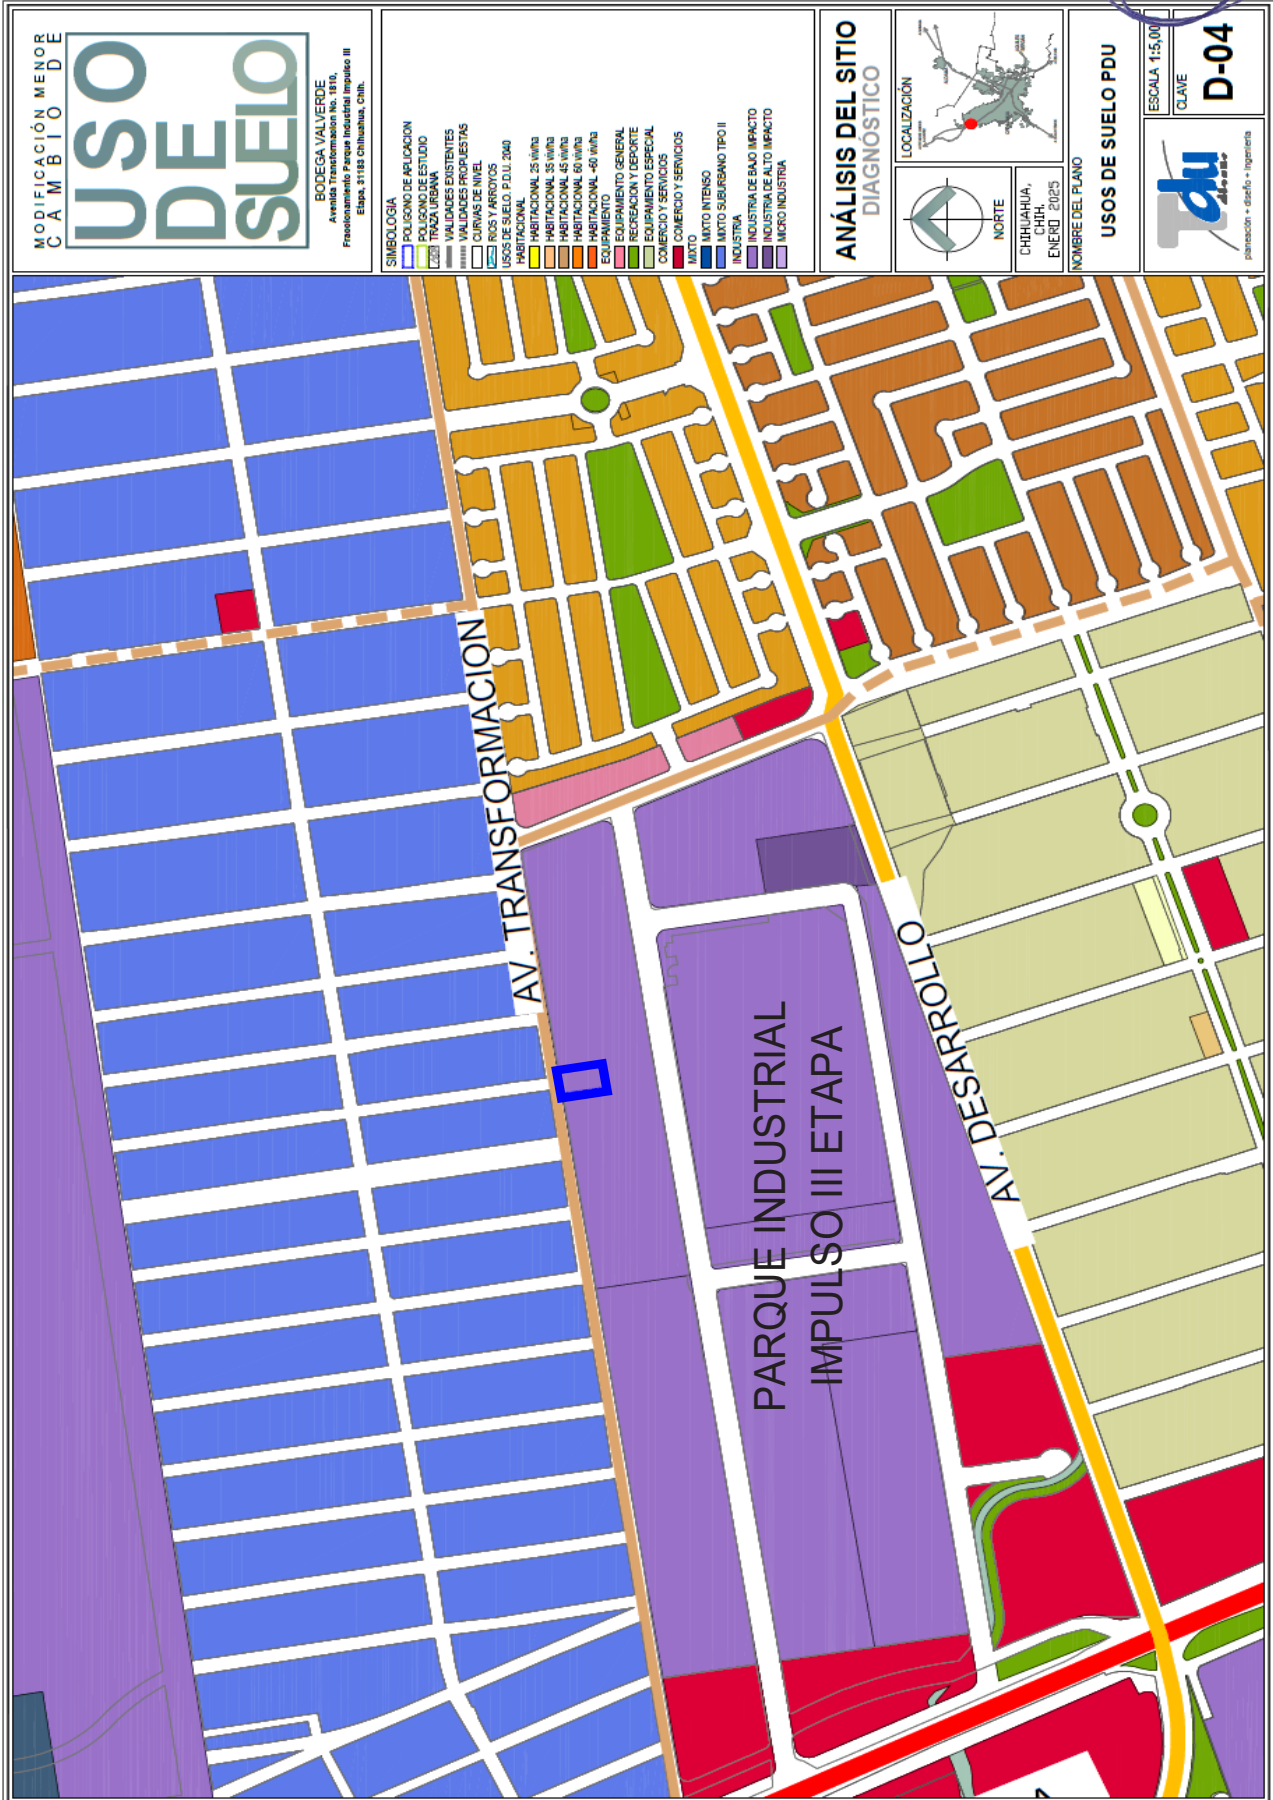 MODIFICACIÓN MENOR
CAMBIO DE
USO
DE
SUELO
BODEGA VALVERDE
Avenida Transformacion No. 1810,
Fraccionamiento Parque Industrial Impulso III
Etapa, 31183 Chihuahua, Chih.
SIMBOLOGIA
POLIGONO DE APLICACION
POLIGONO DE ESTUDIO
TRAZA URBANA
VIALIDADES EXISTENTES
VIALIDADES PROPUESTAS
CURVAS DE NIVEL
RIOS Y ARROYOS
USOS DE SUELO. P.D.U. 2040
HABITACIONAL
HABITACIONAL 25 viv/ha
HABITACIONAL 35 viv/ha
HABITACIONAL 45 viv/ha
HABITACIONAL 60 viv/ha
HABITACIONAL +60 viv/ha
EQUIPAMIENTO
EQUIPAMIENTO GENERAL
RECREACION Y DEPORTE
EQUIPAMIENTO ESPECIAL
COMERCIO Y SERVICIOS
COMERCIO Y SERVICIOS
MIXTO
MIXTO INTENSO
MIXTO SUBURBANO TIPO II
INDUSTRIA
INDUSTRIA DE BAJO IMPACTO
INDUSTRIA DE ALTO IMPACTO
MICRO INDUSTRIA
ANÁLISIS DEL SITIO
DIAGNÓSTICO
LOCALIZACIÓN
NORTE
CHIHUAHUA,
CHIH.
ENERO 2025
NOMBRE DEL PLANO
USOS DE SUELO PDU
ESCALA 1:5,00
CLAVE
D-04
Tdu
diseño
planeación + diseño + ingeniería
AV. TRANSFORMACION
AV. DESARROLLO
PARQUE INDUSTRIAL
IMPULSO III ETAPA